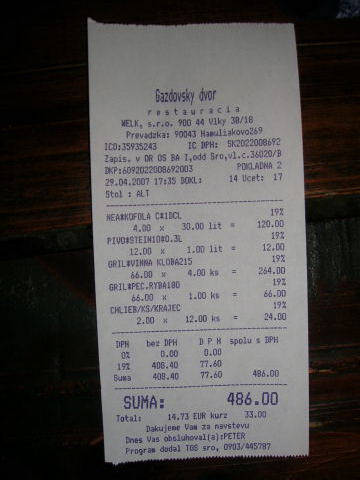 Gazdovsky dvor
restauracia
WELK, s.r.o. 900 44 Vlky 38/18
Prevadzka: 90043 Hamuliakovo269
ICO:35935243 IC DPH: SK2022008692
Zapis. v OR OS BA I,odd Sro,vl.c.36020/B
DKP:6092022008692003 POKLADNA 2
29.04.2007 17:35 DOKL: 14 Ucet: 17
Stol : ALT
NEA*KOFOLA C*1DCL 19%
4.00 x 30.00 lit = 120.00
PIVO*STEIN10*0.3L 19%
12.00 x 1.00 lit = 12.00
GRIL*VINNA KLOBA215 19%
66.00 x 4.00 ks = 264.00
GRIL*PEC.RYBA180 19%
66.00 x 1.00 ks = 66.00
CHLIEB/KS/KRAJEC 19%
2.00 x 12.00 ks = 24.00
DPH bez DPH D P H spolu s DPH
0% 0.00 0.00
19% 408.40 77.60
Suma 408.40 77.60 486.00
SUMA: 486.00
Total: 14.73 EUR kurz 33.00
Dakujeme Vam za navstevu
Dnes Vas obsluhoval(a):PETER
Program dodal TGS sro, 0903/445787